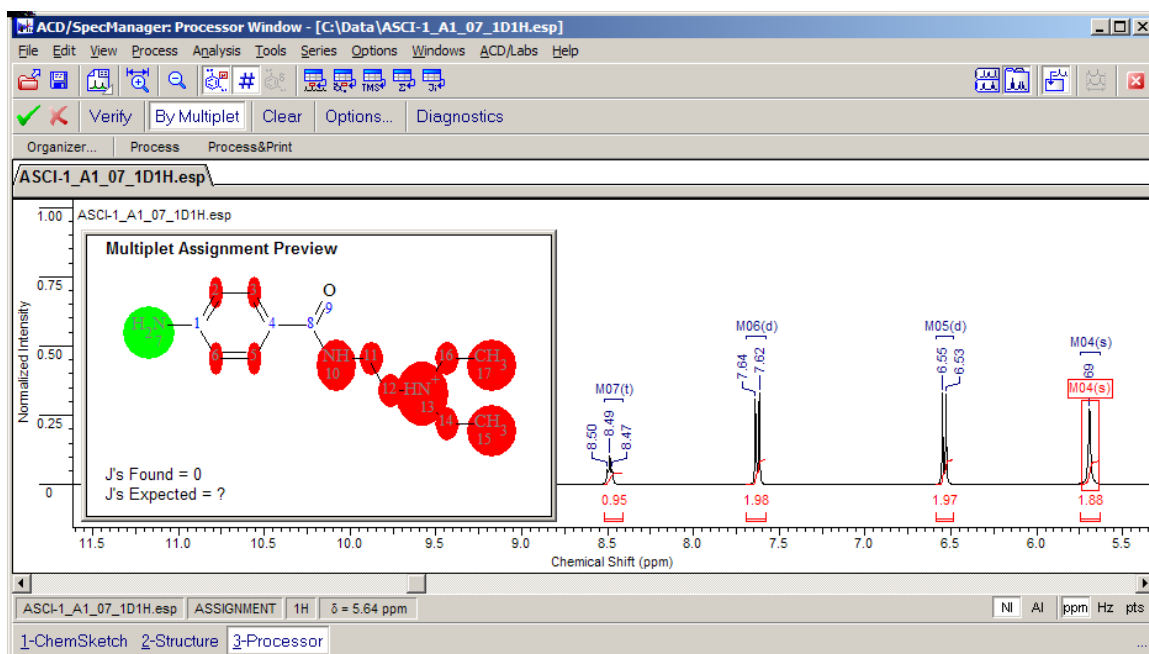 ACD/SpecManager: Processor Window - [C:\Data\ASCI-1_A1_07_1D1H.esp]
File Edit View Process Analysis Tools Series Options Windows ACD/Labs Help
Verify By Multiplet Clear Options... Diagnostics
Organizer... Process Process&Print
ASCI-1_A1_07_1D1H.esp
1.00 ASCI-1_A1_07_1D1H.esp
Multiplet Assignment Preview
0.75
0.50
0.25
0
Normalized Intensity
2 3 O
9
H2N 1 4 8
7
6 5 NH 11 16 CH3
10 17
12 HN+
13 14 CH3
15
J's Found = 0
J's Expected = ?
M06(d) M05(d) M04(s)
7.64 7.62 6.55 6.53 69
M07(t) M04(s)
8.50 8.49 8.47
0.95 1.98 1.97 1.88
11.5 11.0 10.5 10.0 9.5 9.0 8.5 8.0 7.5 7.0 6.5 6.0 5.5
Chemical Shift (ppm)
ASCI-1_A1_07_1D1H.esp ASSIGNMENT 1H δ = 5.64 ppm NI AI ppm Hz pts
1-ChemSketch 2-Structure 3-Processor ...